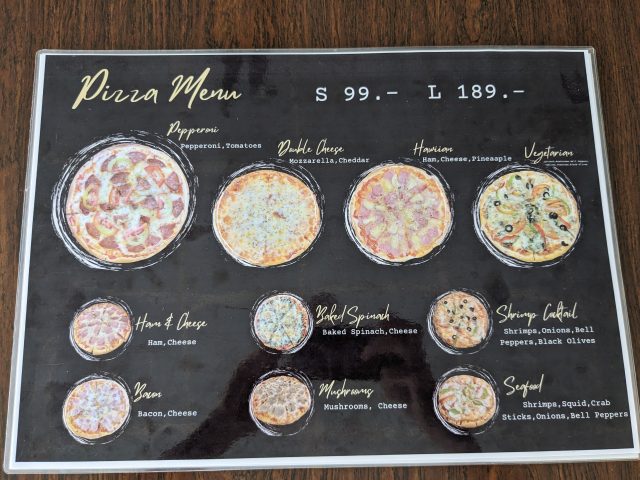 Pizza Menu
S 99.- L 189.-
Pepperoni
Pepperoni,Tomatoes
Double Cheese
Mozzarella,Cheddar
Hawiian
Ham,Cheese,Pineaple
Vegetarian
Ham & Cheese
Ham,Cheese
Baked Spinach
Baked Spinach,Cheese
Shrimp Cocktail
Shrimps,Onions,Bell
Peppers,Black Olives
Bacon
Bacon,Cheese
Mushrooms
Mushrooms, Cheese
Seafood
Shrimps,Squid,Crab
Sticks,Onions,Bell Peppers